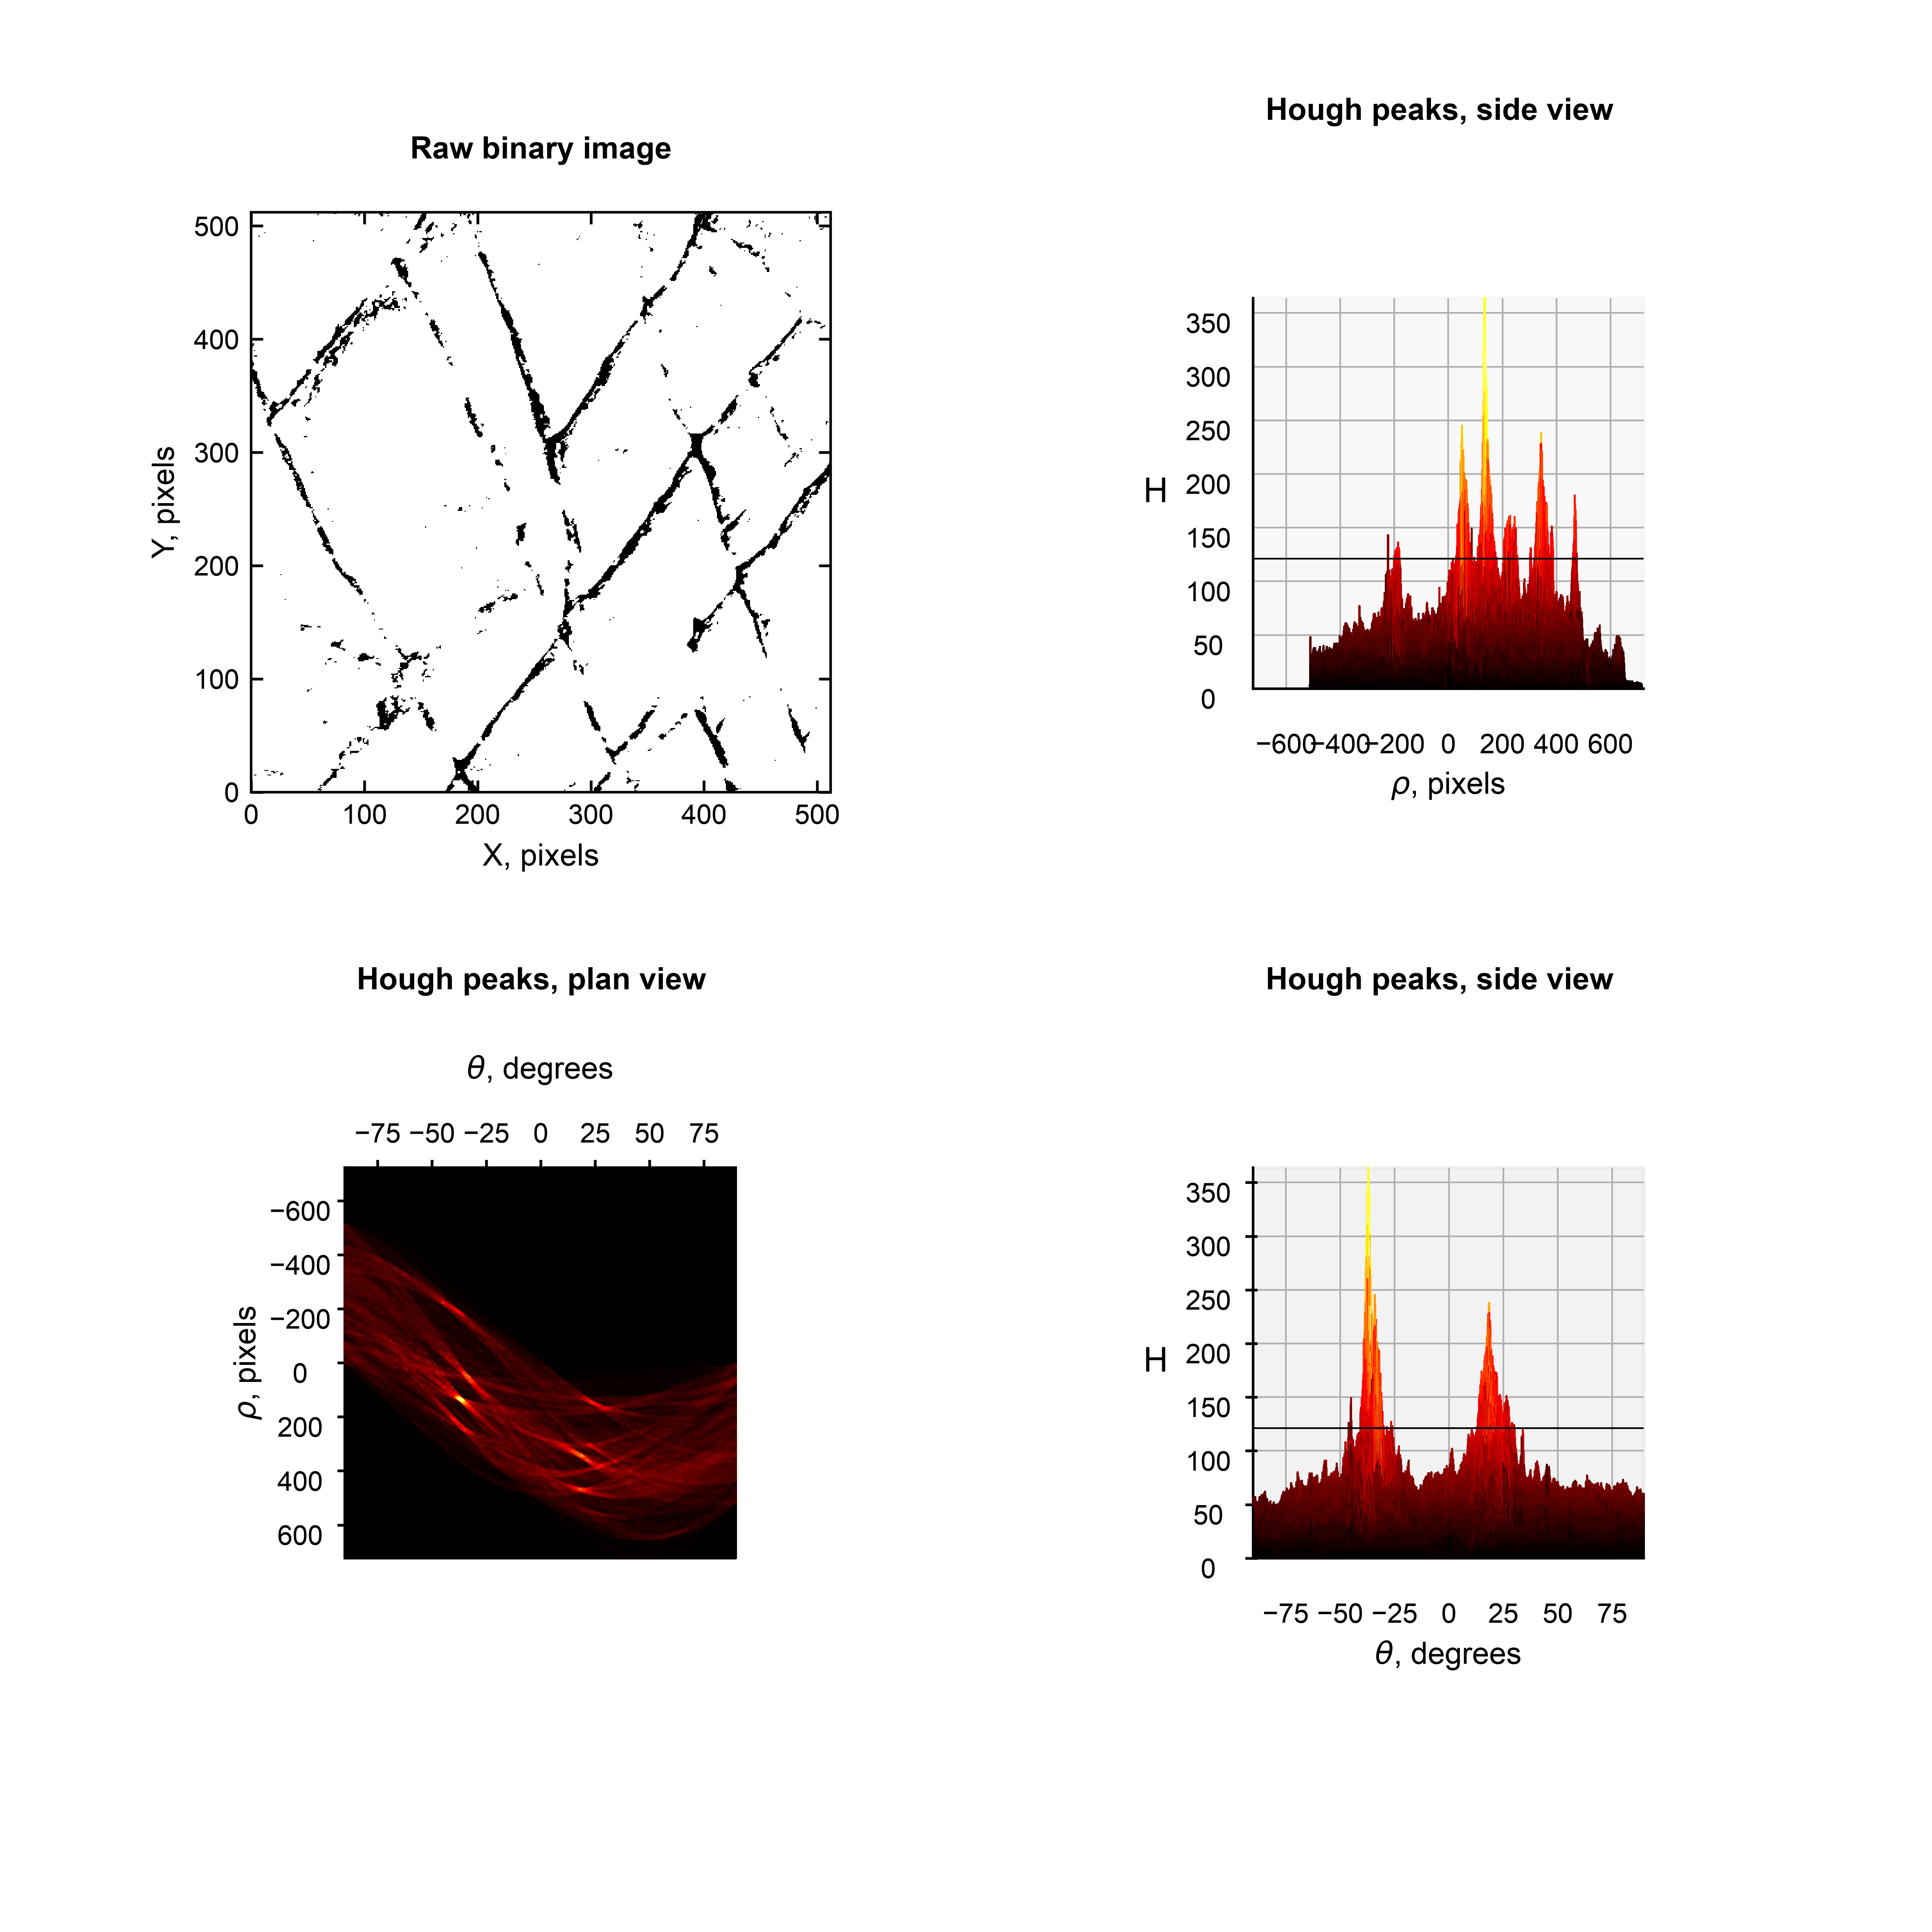 Raw binary image
500
400
300
200
100
0
Y, pixels
0 100 200 300 400 500
X, pixels
Hough peaks, side view
350
300
250
H 200
150
100
50
0
−600 −400 −200 0 200 400 600
ρ, pixels
Hough peaks, plan view
θ, degrees
−75 −50 −25 0 25 50 75
−600
−400
−200
0
200
400
600
ρ, pixels
Hough peaks, side view
350
300
250
H 200
150
100
50
0
−75 −50 −25 0 25 50 75
θ, degrees